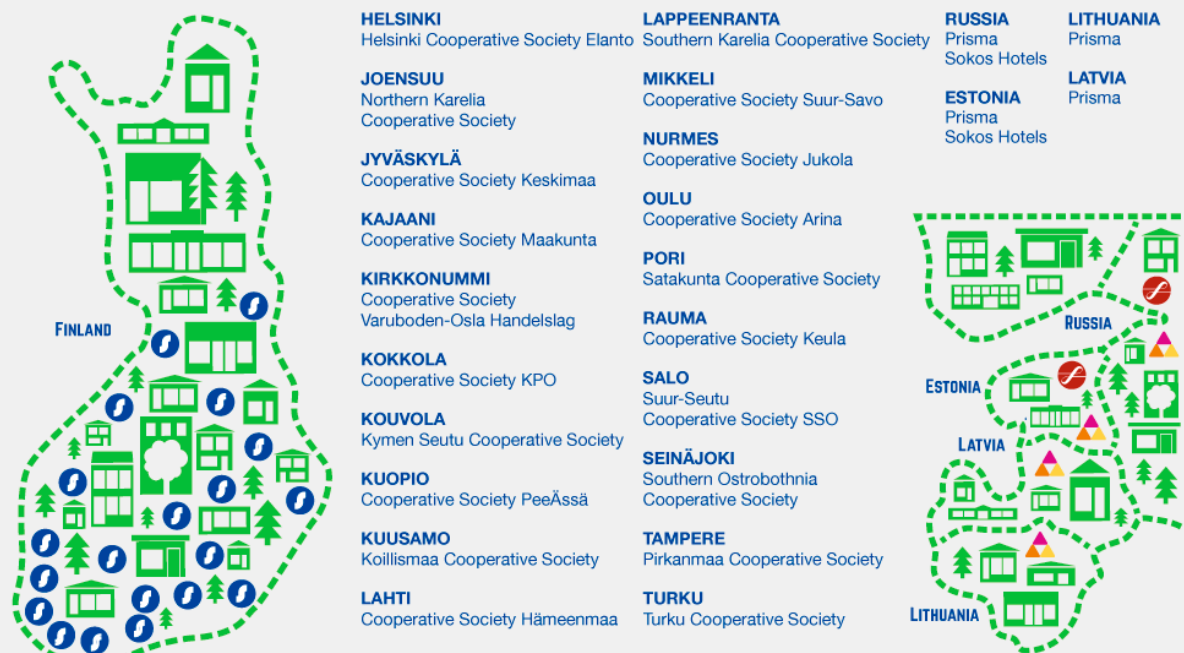 FINLAND
HELSINKI
Helsinki Cooperative Society Elanto
JOENSUU
Northern Karelia
Cooperative Society
JYVÄSKYLÄ
Cooperative Society Keskimaa
KAJAANI
Cooperative Society Maakunta
KIRKKONUMMI
Cooperative Society
Varuboden-Osla Handelslag
KOKKOLA
Cooperative Society KPO
KOUVOLA
Kymen Seutu Cooperative Society
KUOPIO
Cooperative Society PeeÄssä
KUUSAMO
Koillismaa Cooperative Society
LAHTI
Cooperative Society Hämeenmaa
LAPPEENRANTA
Southern Karelia Cooperative Society
MIKKELI
Cooperative Society Suur-Savo
NURMES
Cooperative Society Jukola
OULU
Cooperative Society Arina
PORI
Satakunta Cooperative Society
RAUMA
Cooperative Society Keula
SALO
Suur-Seutu
Cooperative Society SSO
SEINÄJOKI
Southern Ostrobothnia
Cooperative Society
TAMPERE
Pirkanmaa Cooperative Society
TURKU
Turku Cooperative Society
RUSSIA
Prisma
Sokos Hotels
ESTONIA
Prisma
Sokos Hotels
LITHUANIA
Prisma
LATVIA
Prisma
RUSSIA
ESTONIA
LATVIA
LITHUANIA